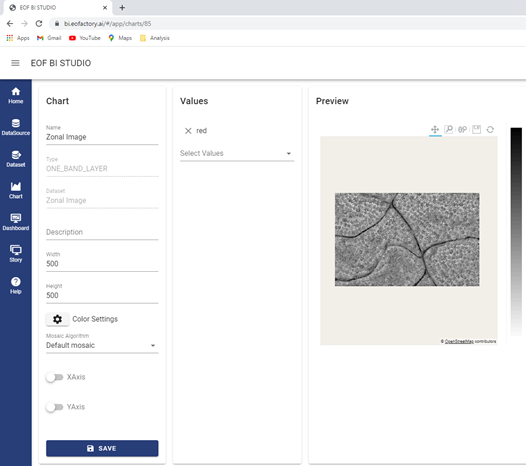 EOF BI STUDIO
bi.eofactory.ai/#/app/charts/85
Apps
Gmail
YouTube
Maps
Analysis
EOF BI STUDIO
Home
DataSource
Dataset
Chart
Dashboard
Story
Help
Chart
Name
Zonal Image
Type
ONE_BAND_LAYER
Dataset
Zonal Image
Description
Width
500
Height
500
Color Settings
Mosaic Algorithm
Default mosaic
XAxis
YAxis
SAVE
Values
red
Select Values
Preview
© OpenStreetMap contributors